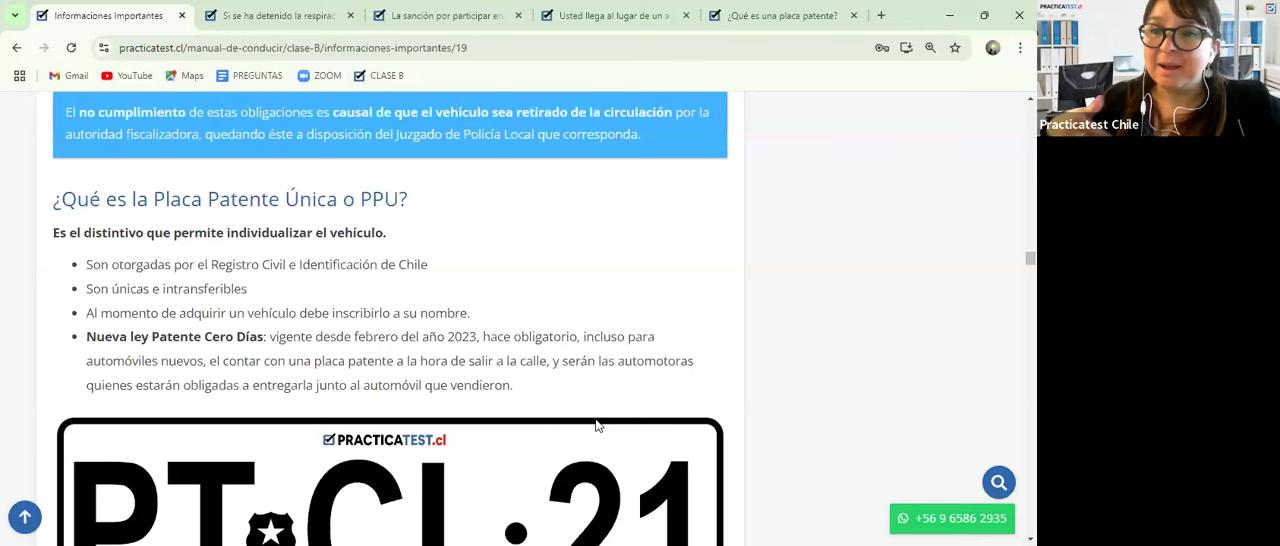 Informaciones Importantes
Si se ha detenido la respirac
La sanción por participar en
Usted llega al lugar de un a
¿Qué es una placa patente?
practicatest.cl/manual-de-conducir/clase-B/informaciones-importantes/19
Gmail
YouTube
Maps
PREGUNTAS
ZOOM
CLASE B
PRACTICATEST.cl
Practicatest Chile
El no cumplimiento de estas obligaciones es causal de que el vehículo sea retirado de la circulación por la
autoridad fiscalizadora, quedando éste a disposición del Juzgado de Policía Local que corresponda.
¿Qué es la Placa Patente Única o PPU?
Es el distintivo que permite individualizar el vehículo.
Son otorgadas por el Registro Civil e Identificación de Chile
Son únicas e intransferibles
Al momento de adquirir un vehículo debe inscribirlo a su nombre.
Nueva ley Patente Cero Días: vigente desde febrero del año 2023, hace obligatorio, incluso para
automóviles nuevos, el contar con una placa patente a la hora de salir a la calle, y serán las automotoras
quienes estarán obligadas a entregarla junto al automóvil que vendieron.
PRACTICATEST.cl
PT CL·21
+56 9 6586 2935